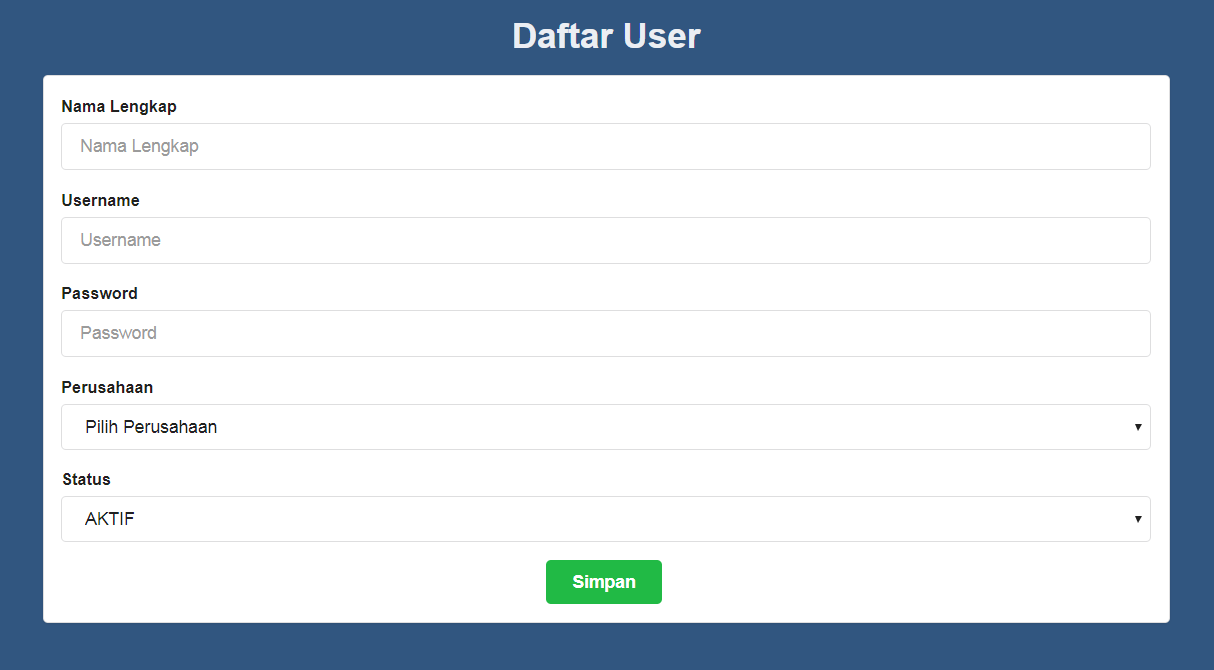 Daftar User
Nama Lengkap
Nama Lengkap
Username
Username
Password
Password
Perusahaan
Pilih Perusahaan
Status
AKTIF
Simpan